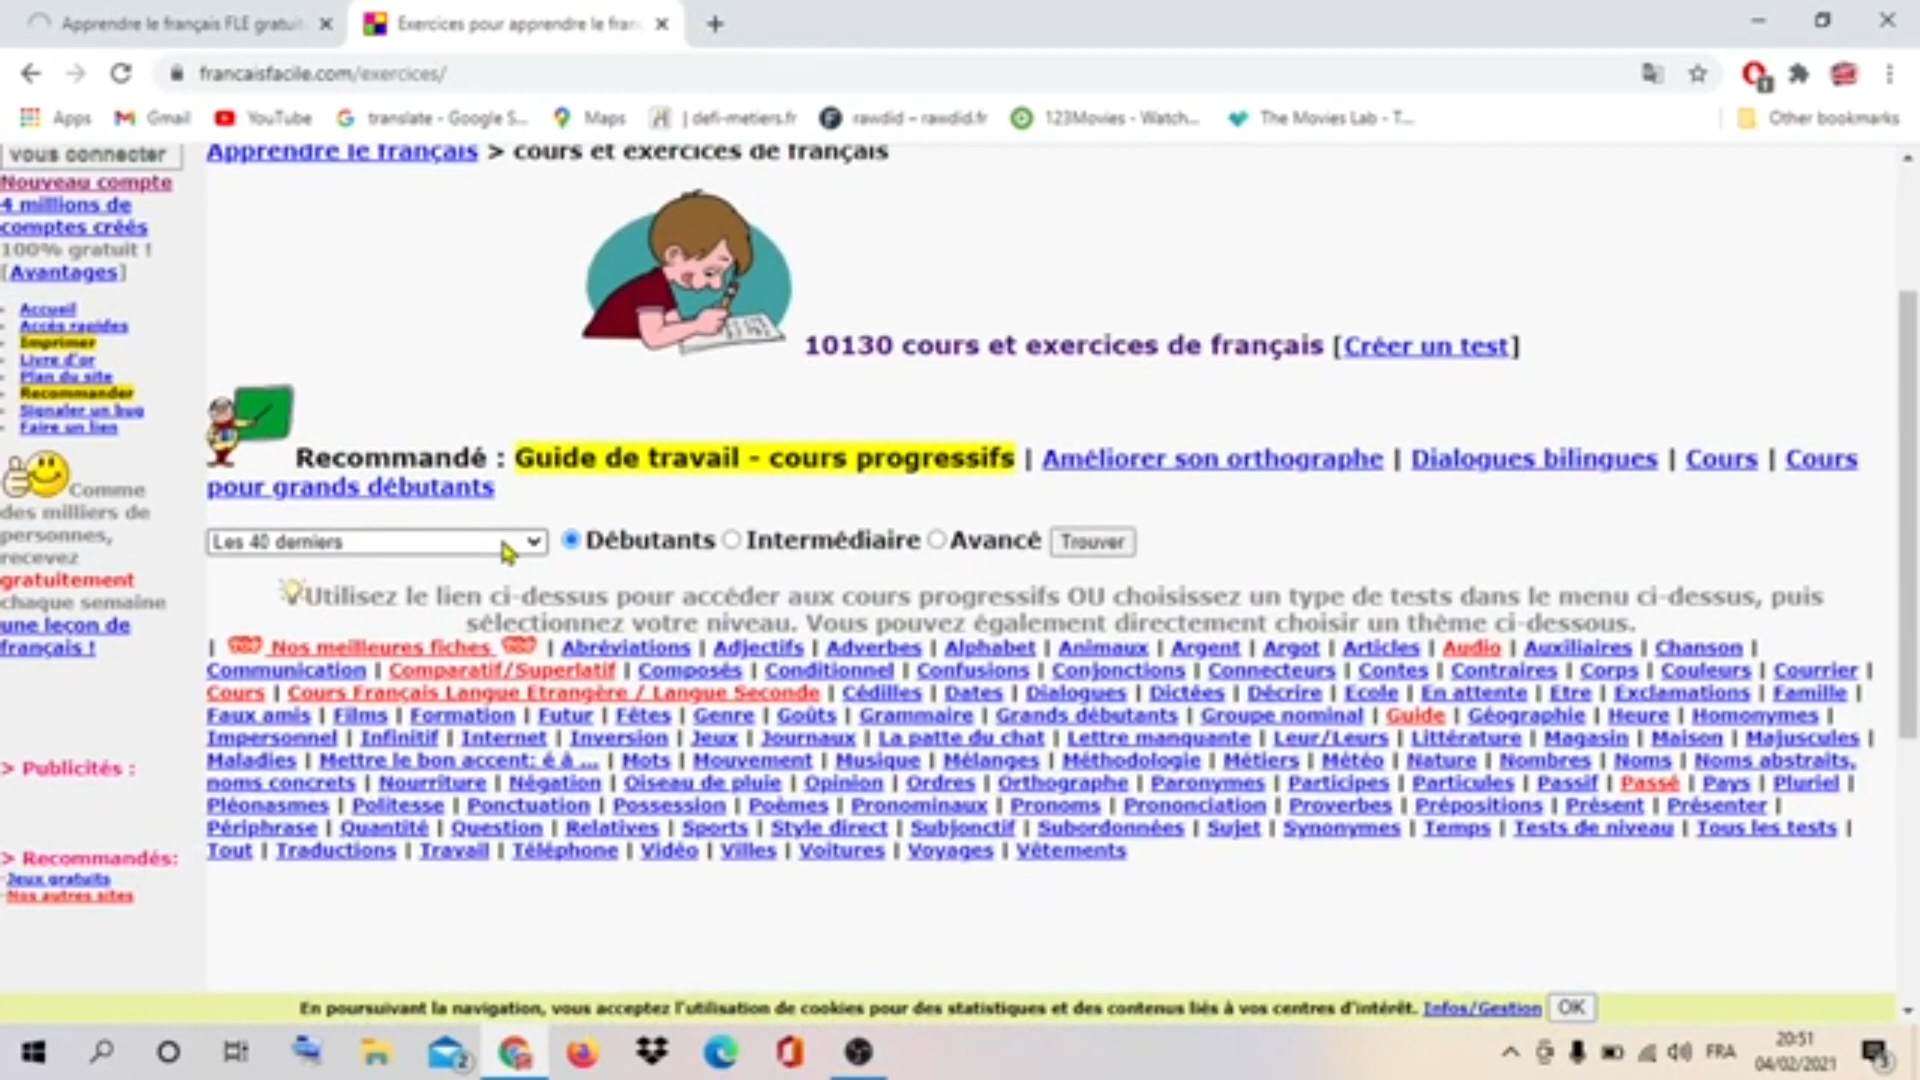 Apprendre le français FLE gratuit
Exercices pour apprendre le fran
francaisfacile.com/exercices/
Apps
Gmail
YouTube
translate - Google S...
Maps
| defi-metiers.fr
rawdid – rawdid.fr
123Movies - Watch...
The Movies Lab - T...
Other bookmarks
vous connecter
Nouveau compte
4 millions de
comptes créés
100% gratuit !
[Avantages]
Accueil
Accès rapides
Imprimer
Livre d'or
Plan du site
Recommander
Signaler un bug
Faire un lien
Comme
des milliers de
personnes,
recevez
gratuitement
chaque semaine
une leçon de
français !
> Publicités :
> Recommandés:
-Jeux gratuits
-Nos autres sites
Apprendre le français > cours et exercices de français
10130 cours et exercices de français [Créer un test]
Recommandé : Guide de travail - cours progressifs | Améliorer son orthographe | Dialogues bilingues | Cours | Cours
pour grands débutants
Les 40 derniers Débutants Intermédiaire Avancé Trouver
Utilisez le lien ci-dessus pour accéder aux cours progressifs OU choisissez un type de tests dans le menu ci-dessus, puis
sélectionnez votre niveau. Vous pouvez également directement choisir un thème ci-dessous.
| Nos meilleures fiches | Abréviations | Adjectifs | Adverbes | Alphabet | Animaux | Argent | Argot | Articles | Audio | Auxiliaires | Chanson |
Communication | Comparatif/Superlatif | Composés | Conditionnel | Confusions | Conjonctions | Connecteurs | Contes | Contraires | Corps | Couleurs | Courrier |
Cours | Cours Français Langue Etrangère / Langue Seconde | Cédilles | Dates | Dialogues | Dictées | Décrire | Ecole | En attente | Etre | Exclamations | Famille |
Faux amis | Films | Formation | Futur | Fêtes | Genre | Goûts | Grammaire | Grands débutants | Groupe nominal | Guide | Géographie | Heure | Homonymes |
Impersonnel | Infinitif | Internet | Inversion | Jeux | Journaux | La patte du chat | Lettre manquante | Leur/Leurs | Littérature | Magasin | Maison | Majuscules |
Maladies | Mettre le bon accent: é à ... | Mots | Mouvement | Musique | Mélanges | Méthodologie | Métiers | Météo | Nature | Nombres | Noms | Noms abstraits,
noms concrets | Nourriture | Négation | Oiseau de pluie | Opinion | Ordres | Orthographe | Paronymes | Participes | Particules | Passif | Passé | Pays | Pluriel |
Pléonasmes | Politesse | Ponctuation | Possession | Poèmes | Pronominaux | Pronoms | Prononciation | Proverbes | Prépositions | Présent | Présenter |
Périphrase | Quantité | Question | Relatives | Sports | Style direct | Subjonctif | Subordonnées | Sujet | Synonymes | Temps | Tests de niveau | Tous les tests |
Tout | Traductions | Travail | Téléphone | Vidéo | Villes | Voitures | Voyages | Vêtements
En poursuivant la navigation, vous acceptez l'utilisation de cookies pour des statistiques et des contenus liés à vos centres d'intérêt. Infos/Gestion OK
2
FRA
20:51
04/02/2021
3